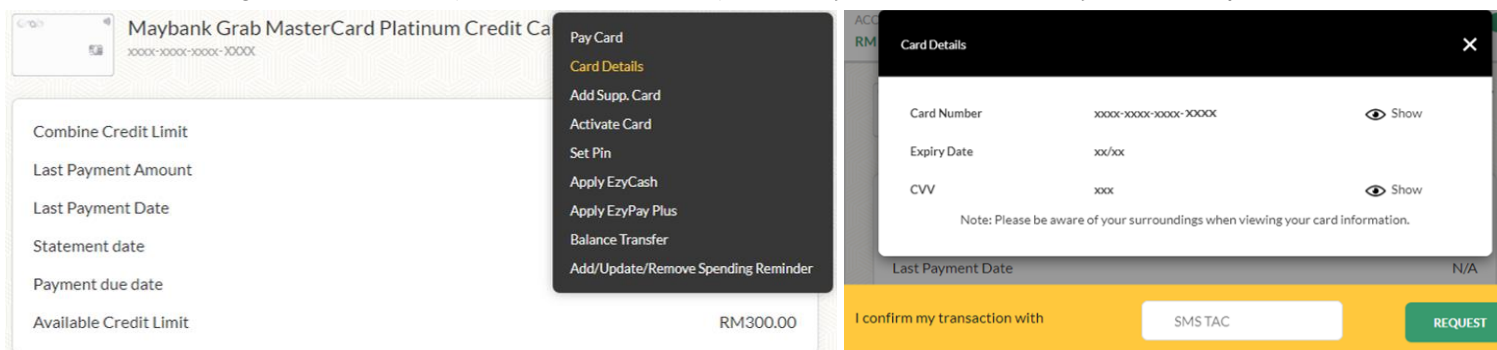 Grab
Maybank Grab MasterCard Platinum Credit Ca
xxxx-xxxx-xxxx-XXXX
Pay Card
Card Details
Add Supp. Card
Activate Card
Set Pin
Apply EzyCash
Apply EzyPay Plus
Balance Transfer
Add/Update/Remove Spending Reminder
Combine Credit Limit
Last Payment Amount
Last Payment Date
Statement date
Payment due date
Available Credit Limit RM300.00
RM
Card Details
Card Number xxxx-xxxx-xxxx-XXXX Show
Expiry Date xx/xx
CVV xxx Show
Note: Please be aware of your surroundings when viewing your card information.
Last Payment Date N/A
I confirm my transaction with SMS TAC REQUEST